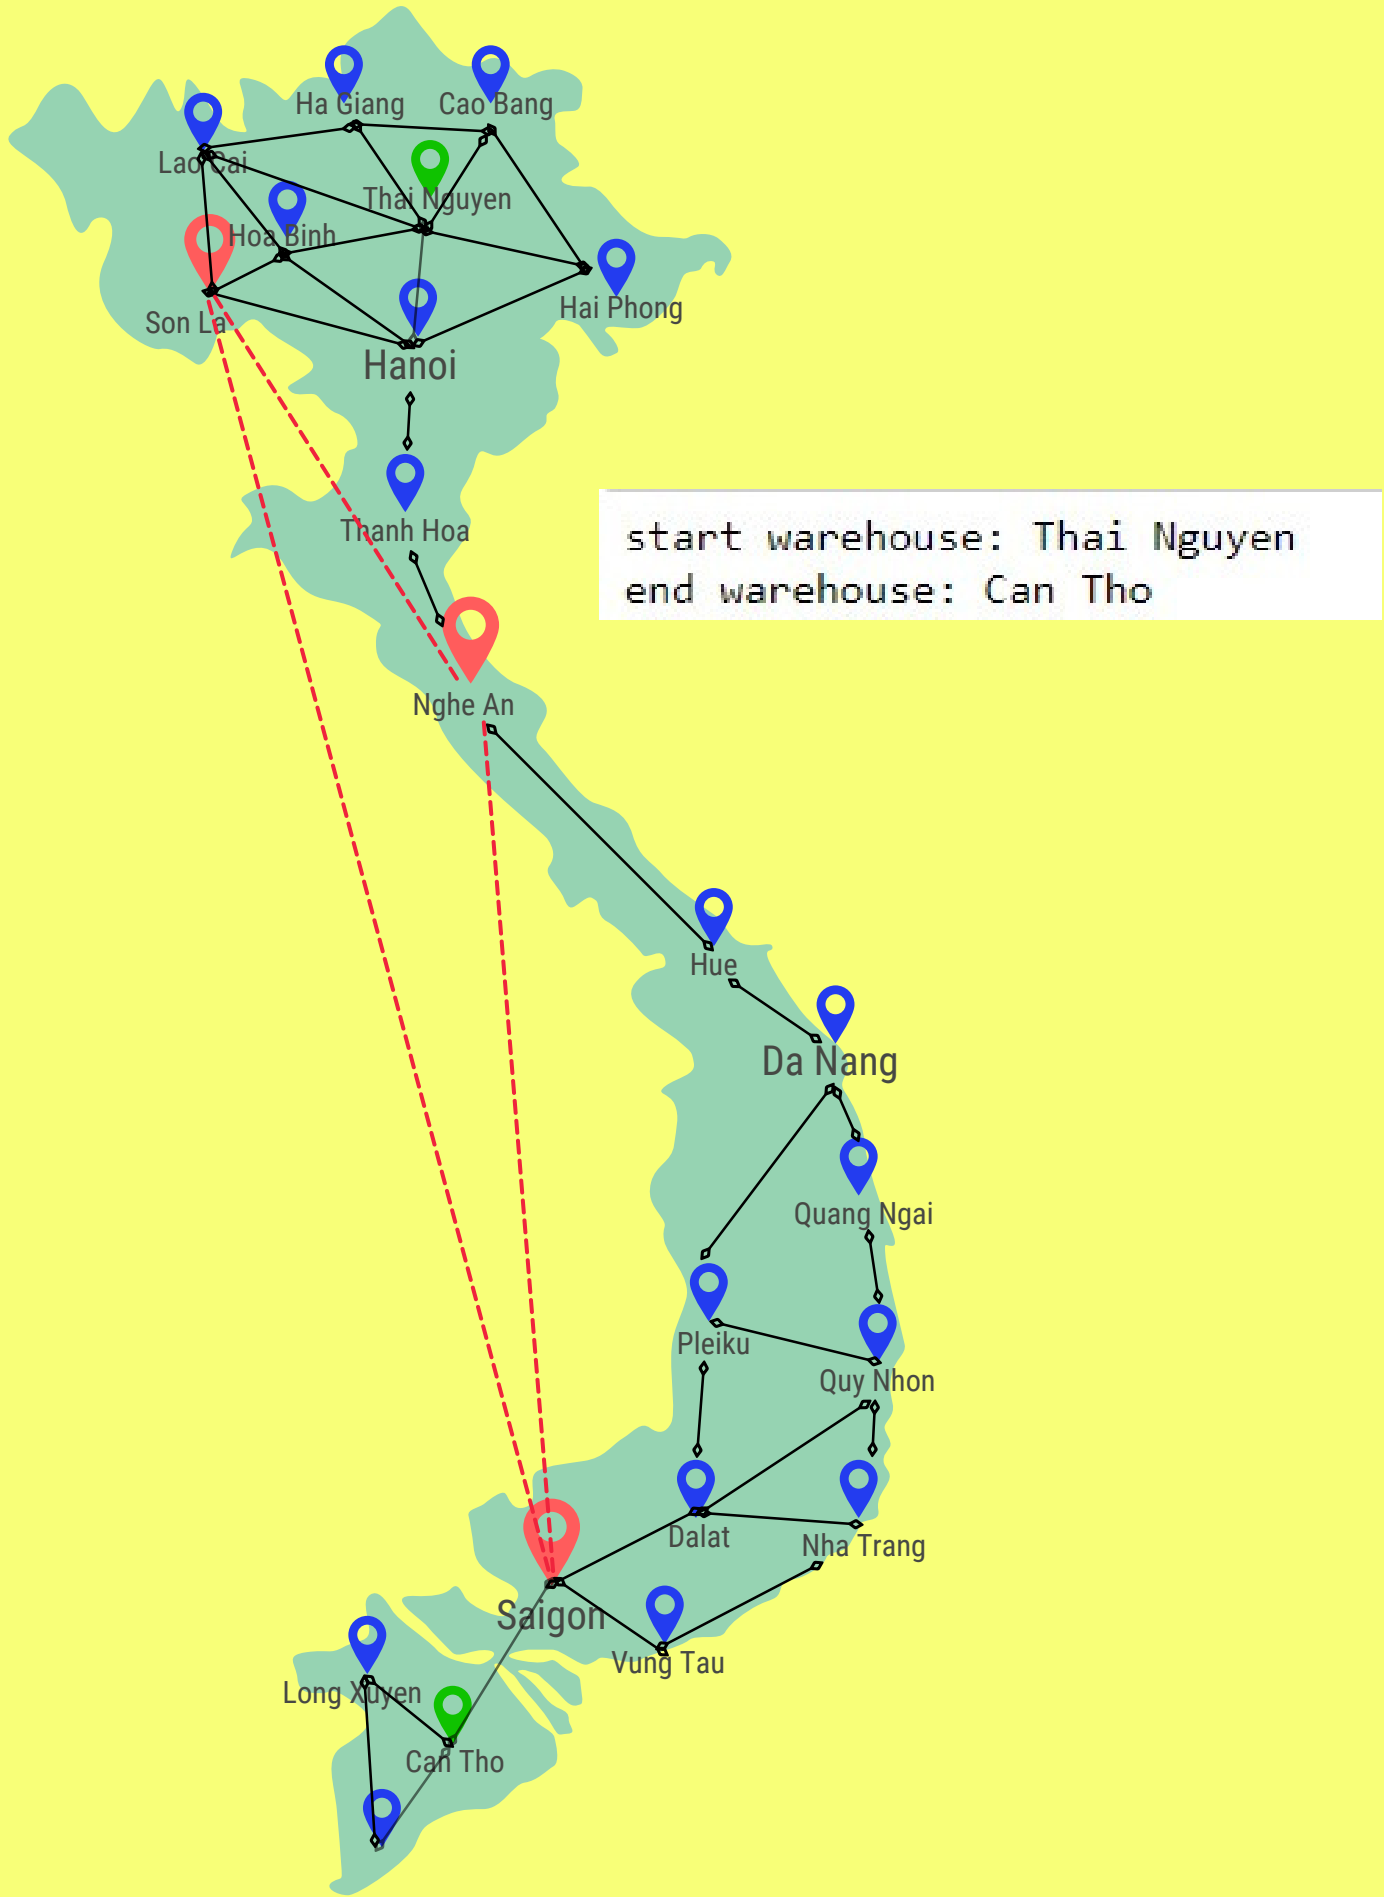 Ha Giang
Cao Bang
Lao Cai
Thai Nguyen
Hoa Binh
Hai Phong
Son La
Hanoi
Thanh Hoa
start warehouse: Thai Nguyen
end warehouse: Can Tho
Nghe An
Hue
Da Nang
Quang Ngai
Pleiku
Quy Nhon
Dalat
Nha Trang
Saigon
Vung Tau
Long Xuyen
Can Tho